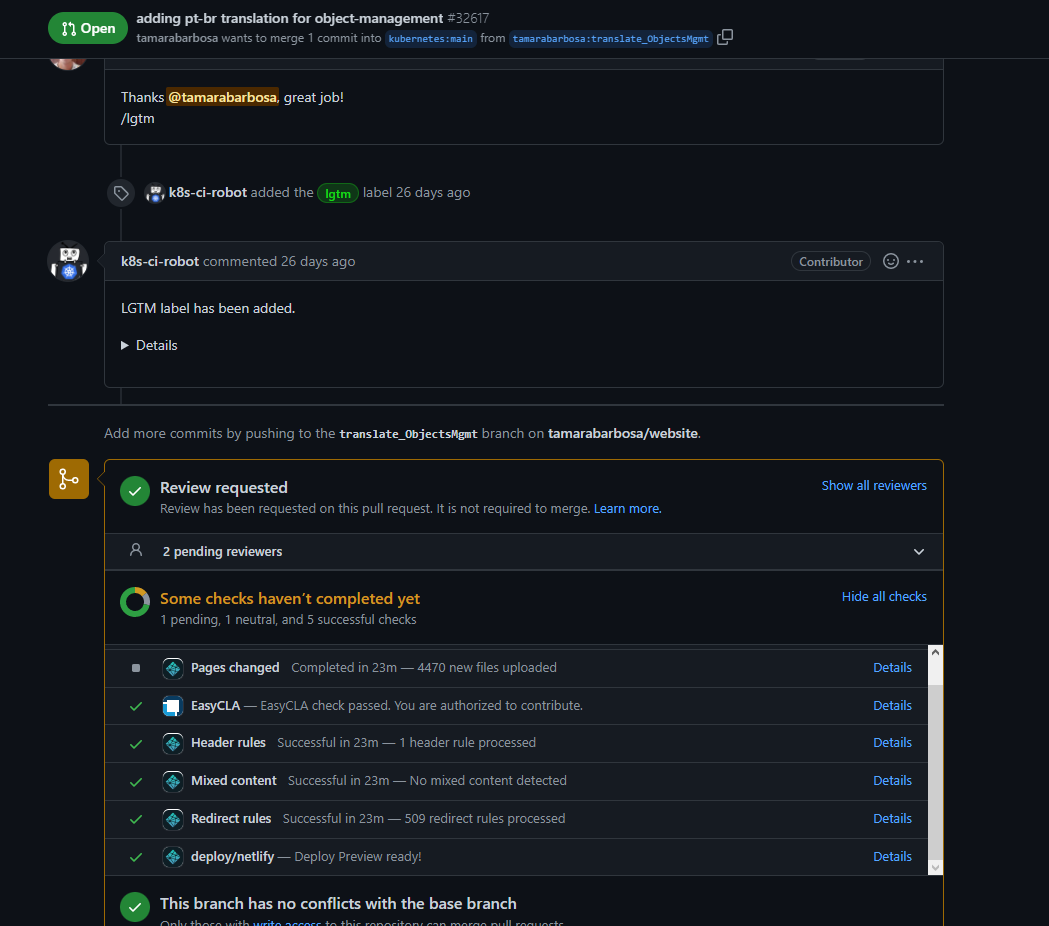 Open
adding pt-br translation for object-management #32617
tamarabarbosa wants to merge 1 commit into kubernetes:main from tamarabarbosa:translate_ObjectsMgmt
Thanks @tamarabarbosa, great job!
/lgtm
k8s-ci-robot added the lgtm label 26 days ago
k8s-ci-robot commented 26 days ago
Contributor
LGTM label has been added.
Details
Add more commits by pushing to the translate_ObjectsMgmt branch on tamarabarbosa/website.
Review requested
Show all reviewers
Review has been requested on this pull request. It is not required to merge. Learn more.
2 pending reviewers
Some checks haven't completed yet
Hide all checks
1 pending, 1 neutral, and 5 successful checks
Pages changed Completed in 23m — 4470 new files uploaded Details
EasyCLA — EasyCLA check passed. You are authorized to contribute. Details
Header rules Successful in 23m — 1 header rule processed Details
Mixed content Successful in 23m — No mixed content detected Details
Redirect rules Successful in 23m — 509 redirect rules processed Details
deploy/netlify — Deploy Preview ready! Details
This branch has no conflicts with the base branch
Only those with write access to this repository can merge pull requests.